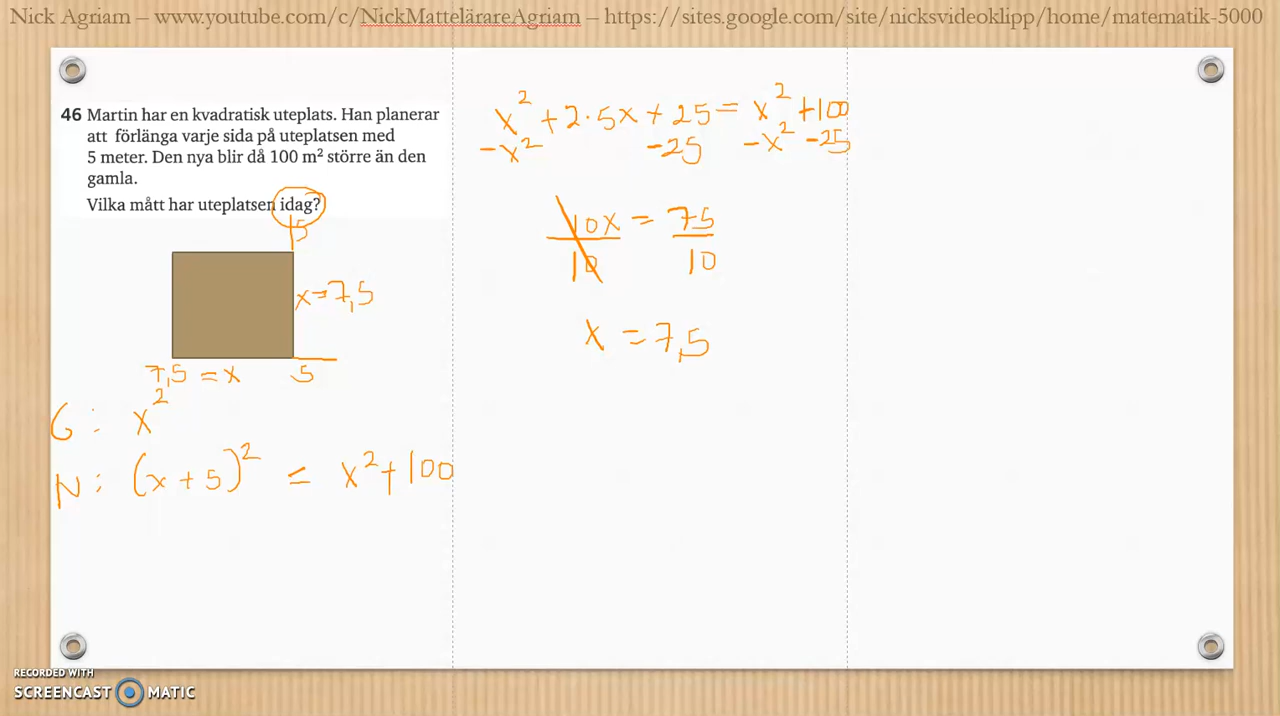 Nick Agriam – www.youtube.com/c/NickMattelärareAgriam – https://sites.google.com/site/nicksvideoklipp/home/matematik-5000
46 Martin har en kvadratisk uteplats. Han planerar
att förlänga varje sida på uteplatsen med
5 meter. Den nya blir då 100 m² större än den
gamla.
Vilka mått har uteplatsen idag?
5
x=7,5
7,5 = x 5
G: x²
N: (x+5)² = x²+100
x² + 2·5x + 25 = x² +100
-x² -25 -x² -25
10x = 75
10 10
x = 7,5
RECORDED WITH
SCREENCAST MATIC